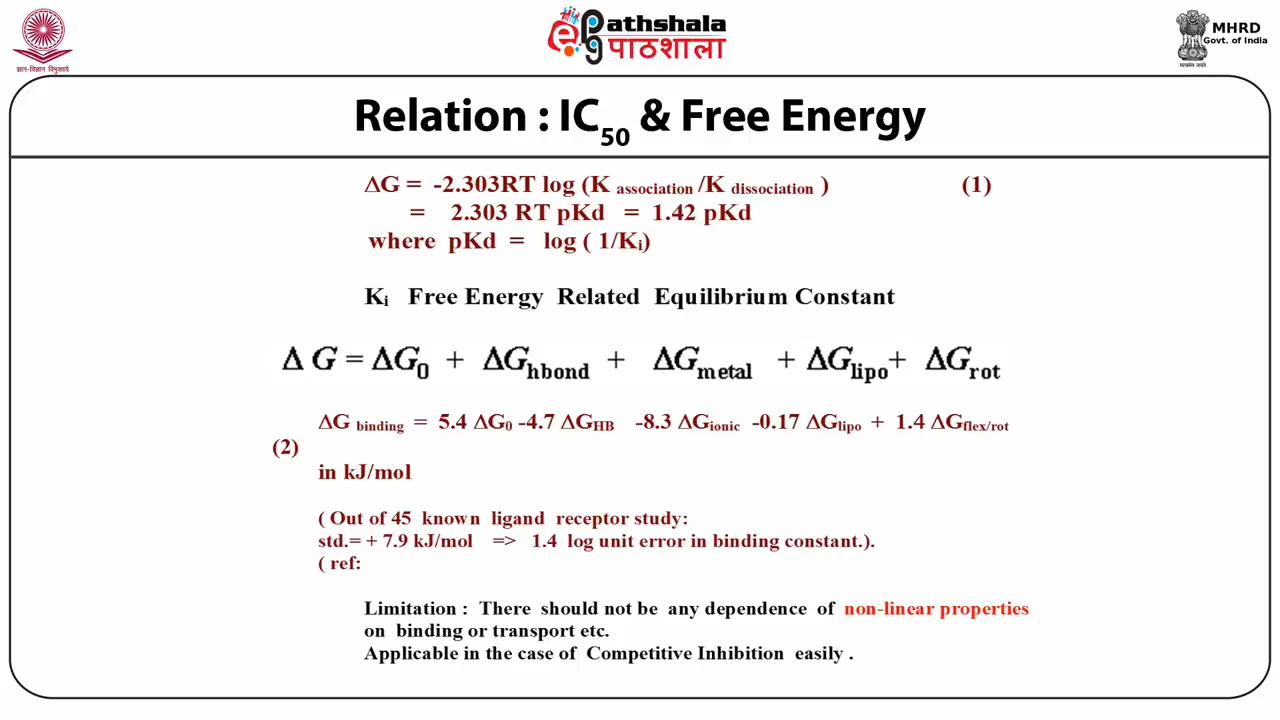 ज्ञान-विज्ञान विमुक्तये
ePathshala
पाठशाला
MHRD
Govt. of India
सत्यमेव जयते
Relation : IC50 & Free Energy
ΔG = -2.303RT log (K association /K dissociation ) (1)
= 2.303 RT pKd = 1.42 pKd
where pKd = log ( 1/Ki)
Ki Free Energy Related Equilibrium Constant
Δ G = ΔG0 + ΔGhbond + ΔGmetal + ΔGlipo+ ΔGrot
ΔG binding = 5.4 ΔG0 -4.7 ΔGHB -8.3 ΔGionic -0.17 ΔGlipo + 1.4 ΔGflex/rot
(2)
in kJ/mol
( Out of 45 known ligand receptor study:
std.= + 7.9 kJ/mol => 1.4 log unit error in binding constant.).
( ref:
Limitation : There should not be any dependence of non-linear properties
on binding or transport etc.
Applicable in the case of Competitive Inhibition easily .